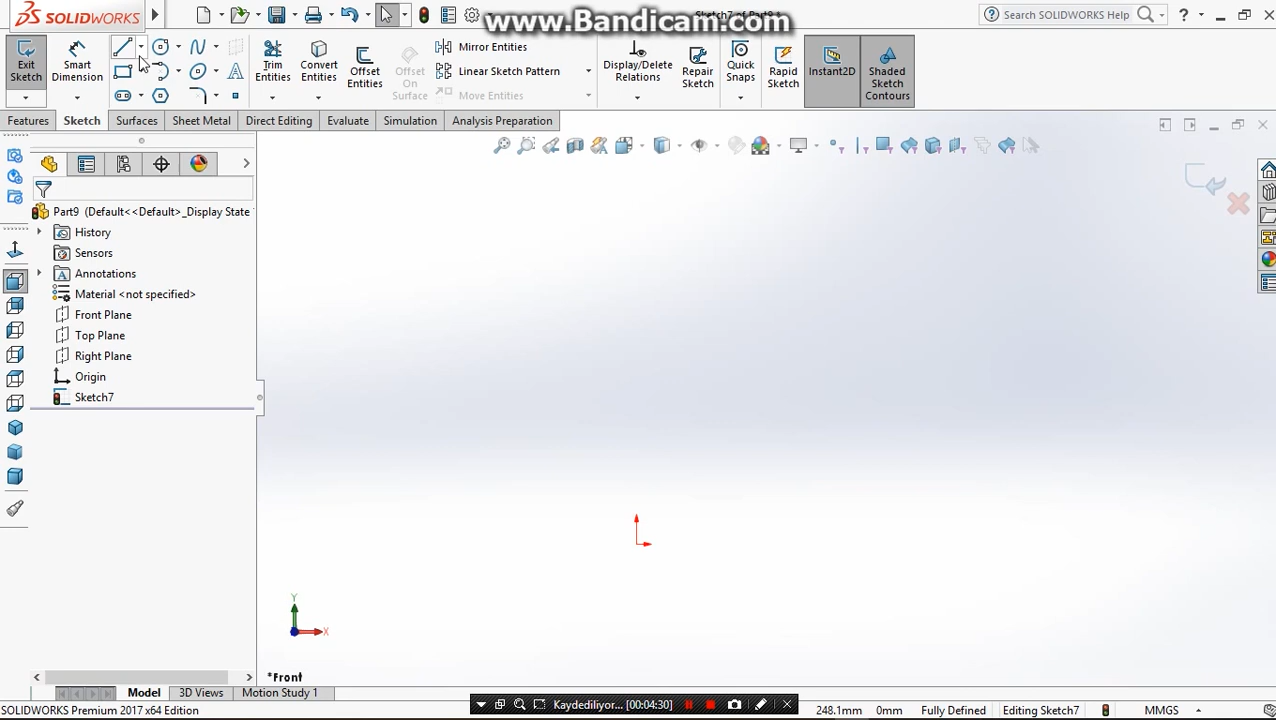 SOLIDWORKS
www.Bandicam.com
Search SOLIDWORKS Help
Exit Sketch
Smart Dimension
Trim Entities
Convert Entities
Offset Entities
Offset On Surface
Mirror Entities
Linear Sketch Pattern
Move Entities
Display/Delete Relations
Repair Sketch
Quick Snaps
Rapid Sketch
Instant2D
Shaded Sketch Contours
Features
Sketch
Surfaces
Sheet Metal
Direct Editing
Evaluate
Simulation
Analysis Preparation
Part9 (Default<<Default>_Display State
History
Sensors
Annotations
Material <not specified>
Front Plane
Top Plane
Right Plane
Origin
Sketch7
Y
X
*Front
Model
3D Views
Motion Study 1
Kaydediliyor... [00:04:30]
SOLIDWORKS Premium 2017 x64 Edition
248.1mm
0mm
Fully Defined
Editing Sketch7
MMGS